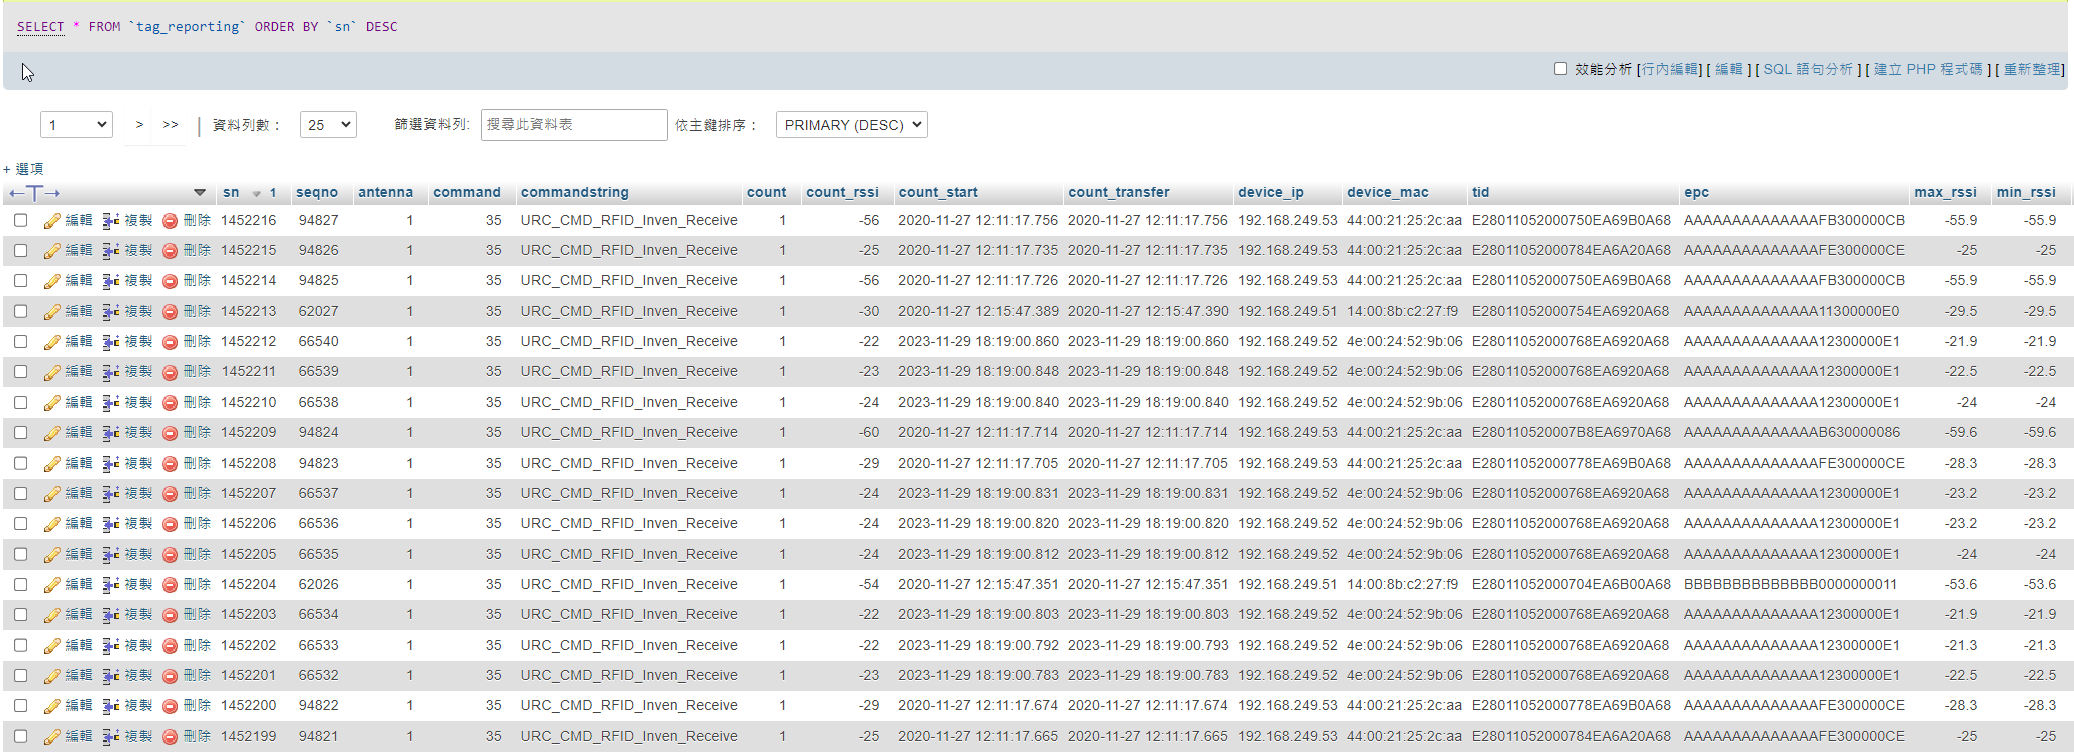 SELECT * FROM `tag_reporting` ORDER BY `sn` DESC
效能分析 [行內編輯] [ 編輯 ] [ SQL 語句分析 ] [ 建立 PHP 程式碼 ] [ 重新整理]
1 > >> | 資料列數： 25 篩選資料列: 搜尋此資料表 依主鍵排序： PRIMARY (DESC)
+ 選項
←T→ sn 1 seqno antenna command commandstring count count_rssi count_start count_transfer device_ip device_mac tid epc max_rssi min_rssi
編輯 複製 刪除 1452216 94827 1 35 URC_CMD_RFID_Inven_Receive 1 -56 2020-11-27 12:11:17.756 2020-11-27 12:11:17.756 192.168.249.53 44:00:21:25:2c:aa E28011052000750EA69B0A68 AAAAAAAAAAAAAAFB300000CB -55.9 -55.9
編輯 複製 刪除 1452215 94826 1 35 URC_CMD_RFID_Inven_Receive 1 -25 2020-11-27 12:11:17.735 2020-11-27 12:11:17.735 192.168.249.53 44:00:21:25:2c:aa E28011052000784EA6A20A68 AAAAAAAAAAAAAAFE300000CE -25 -25
編輯 複製 刪除 1452214 94825 1 35 URC_CMD_RFID_Inven_Receive 1 -56 2020-11-27 12:11:17.726 2020-11-27 12:11:17.726 192.168.249.53 44:00:21:25:2c:aa E28011052000750EA69B0A68 AAAAAAAAAAAAAAFB300000CB -55.9 -55.9
編輯 複製 刪除 1452213 62027 1 35 URC_CMD_RFID_Inven_Receive 1 -30 2020-11-27 12:15:47.389 2020-11-27 12:15:47.390 192.168.249.51 14:00:8b:c2:27:f9 E28011052000754EA6920A68 AAAAAAAAAAAAAA11300000E0 -29.5 -29.5
編輯 複製 刪除 1452212 66540 1 35 URC_CMD_RFID_Inven_Receive 1 -22 2023-11-29 18:19:00.860 2023-11-29 18:19:00.860 192.168.249.52 4e:00:24:52:9b:06 E28011052000768EA6920A68 AAAAAAAAAAAAAA12300000E1 -21.9 -21.9
編輯 複製 刪除 1452211 66539 1 35 URC_CMD_RFID_Inven_Receive 1 -23 2023-11-29 18:19:00.848 2023-11-29 18:19:00.848 192.168.249.52 4e:00:24:52:9b:06 E28011052000768EA6920A68 AAAAAAAAAAAAAA12300000E1 -22.5 -22.5
編輯 複製 刪除 1452210 66538 1 35 URC_CMD_RFID_Inven_Receive 1 -24 2023-11-29 18:19:00.840 2023-11-29 18:19:00.840 192.168.249.52 4e:00:24:52:9b:06 E28011052000768EA6920A68 AAAAAAAAAAAAAA12300000E1 -24 -24
編輯 複製 刪除 1452209 94824 1 35 URC_CMD_RFID_Inven_Receive 1 -60 2020-11-27 12:11:17.714 2020-11-27 12:11:17.714 192.168.249.53 44:00:21:25:2c:aa E280110520007B8EA6970A68 AAAAAAAAAAAAAAB630000086 -59.6 -59.6
編輯 複製 刪除 1452208 94823 1 35 URC_CMD_RFID_Inven_Receive 1 -29 2020-11-27 12:11:17.705 2020-11-27 12:11:17.705 192.168.249.53 44:00:21:25:2c:aa E28011052000778EA69B0A68 AAAAAAAAAAAAAAFE300000CE -28.3 -28.3
編輯 複製 刪除 1452207 66537 1 35 URC_CMD_RFID_Inven_Receive 1 -24 2023-11-29 18:19:00.831 2023-11-29 18:19:00.831 192.168.249.52 4e:00:24:52:9b:06 E28011052000768EA6920A68 AAAAAAAAAAAAAA12300000E1 -23.2 -23.2
編輯 複製 刪除 1452206 66536 1 35 URC_CMD_RFID_Inven_Receive 1 -24 2023-11-29 18:19:00.820 2023-11-29 18:19:00.820 192.168.249.52 4e:00:24:52:9b:06 E28011052000768EA6920A68 AAAAAAAAAAAAAA12300000E1 -23.2 -23.2
編輯 複製 刪除 1452205 66535 1 35 URC_CMD_RFID_Inven_Receive 1 -24 2023-11-29 18:19:00.812 2023-11-29 18:19:00.812 192.168.249.52 4e:00:24:52:9b:06 E28011052000768EA6920A68 AAAAAAAAAAAAAA12300000E1 -24 -24
編輯 複製 刪除 1452204 62026 1 35 URC_CMD_RFID_Inven_Receive 1 -54 2020-11-27 12:15:47.351 2020-11-27 12:15:47.351 192.168.249.51 14:00:8b:c2:27:f9 E28011052000704EA6B00A68 BBBBBBBBBBBBBB0000000011 -53.6 -53.6
編輯 複製 刪除 1452203 66534 1 35 URC_CMD_RFID_Inven_Receive 1 -22 2023-11-29 18:19:00.803 2023-11-29 18:19:00.803 192.168.249.52 4e:00:24:52:9b:06 E28011052000768EA6920A68 AAAAAAAAAAAAAA12300000E1 -21.9 -21.9
編輯 複製 刪除 1452202 66533 1 35 URC_CMD_RFID_Inven_Receive 1 -22 2023-11-29 18:19:00.792 2023-11-29 18:19:00.793 192.168.249.52 4e:00:24:52:9b:06 E28011052000768EA6920A68 AAAAAAAAAAAAAA12300000E1 -21.3 -21.3
編輯 複製 刪除 1452201 66532 1 35 URC_CMD_RFID_Inven_Receive 1 -23 2023-11-29 18:19:00.783 2023-11-29 18:19:00.783 192.168.249.52 4e:00:24:52:9b:06 E28011052000768EA6920A68 AAAAAAAAAAAAAA12300000E1 -22.5 -22.5
編輯 複製 刪除 1452200 94822 1 35 URC_CMD_RFID_Inven_Receive 1 -29 2020-11-27 12:11:17.674 2020-11-27 12:11:17.674 192.168.249.53 44:00:21:25:2c:aa E28011052000778EA69B0A68 AAAAAAAAAAAAAAFE300000CE -28.3 -28.3
編輯 複製 刪除 1452199 94821 1 35 URC_CMD_RFID_Inven_Receive 1 -25 2020-11-27 12:11:17.665 2020-11-27 12:11:17.665 192.168.249.53 44:00:21:25:2c:aa E28011052000784EA6A20A68 AAAAAAAAAAAAAAFE300000CE -25 -25